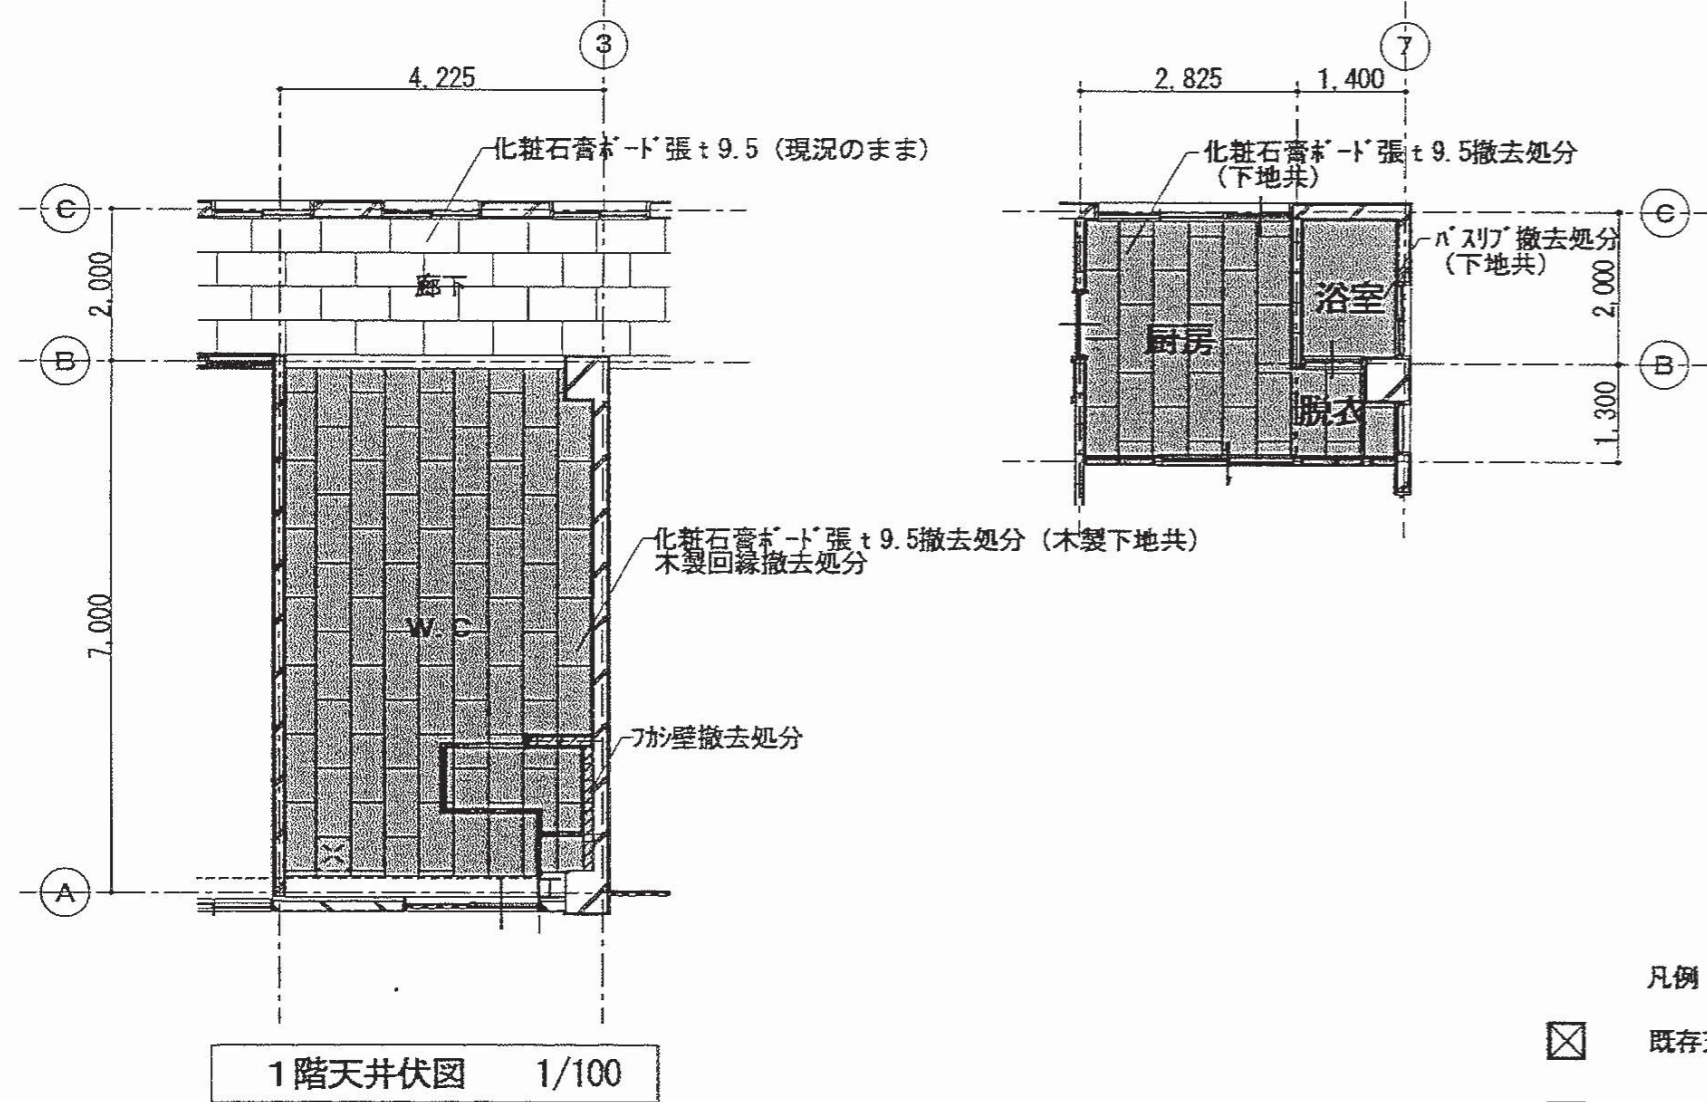 3
4,225
化粧石膏ボード張 t 9.5 (現況のまま)
C
2,000
廊下
B
7,000
W.C
化粧石膏ボード張 t 9.5撤去処分 (木製下地共)
木製回縁撤去処分
フカシ壁撤去処分
A
1階天井伏図 1/100
7
2,825
1,400
化粧石膏ボード張 t 9.5撤去処分
(下地共)
C
バスリブ撤去処分
(下地共)
浴室
2,000
厨房
B
脱衣
1,300
凡例
既存